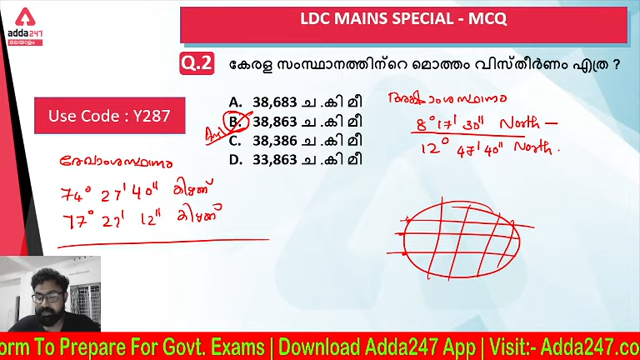 adda247
മലയാളം
LDC MAINS SPECIAL - MCQ
Q.2 കേരള സംസ്ഥാനത്തിന്റെ മൊത്തം വിസ്തീർണം എത്ര ?
Use Code : Y287
A. 38,683 ച .കി മീ
B. 38,863 ച .കി മീ
C. 38,386 ച .കി മീ
D. 33,863 ച .കി മീ
Ans
അക്ഷാംശസ്ഥാനം
8° 17' 30" North
12° 47' 40" North.
രേഖാംശസ്ഥാനം
74° 27' 40" കിഴക്ക്
77° 27' 12" കിഴക്ക്
orm To Prepare For Govt. Exams | Download Adda247 App | Visit:- Adda247.co